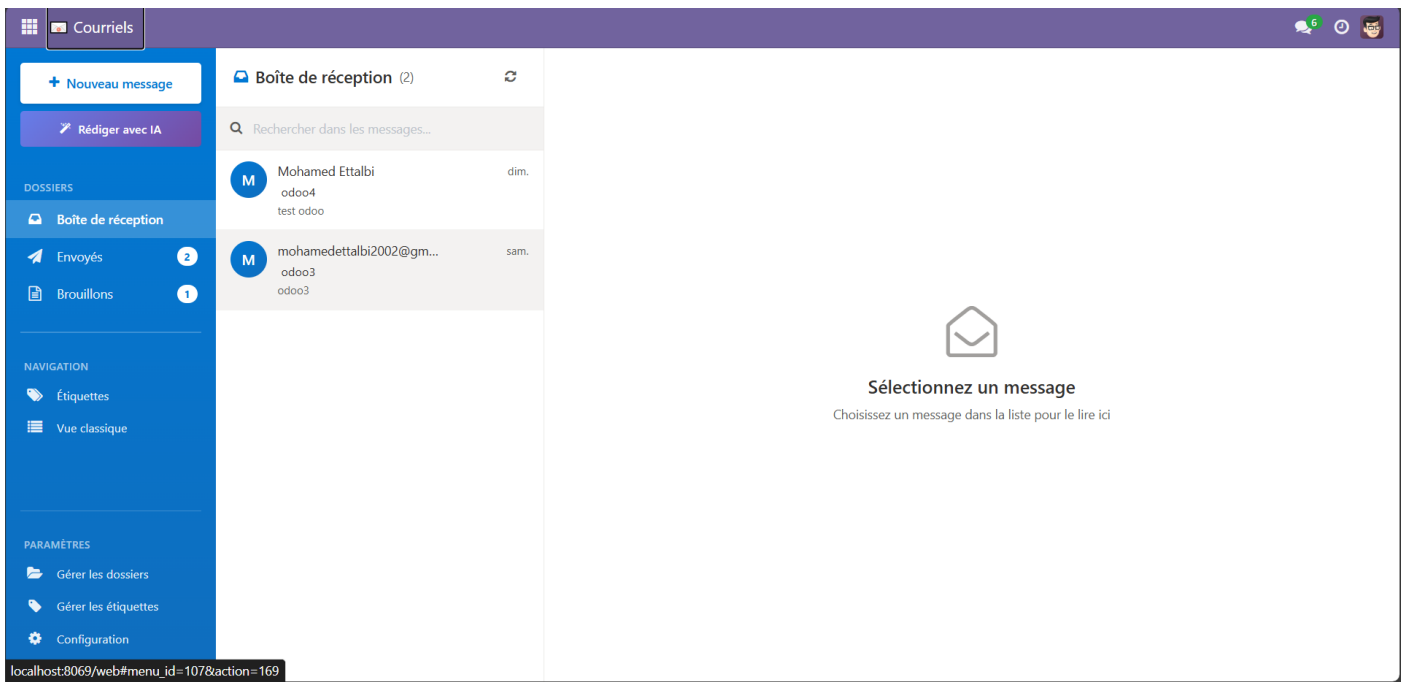 Courriels
6
+ Nouveau message
Rédiger avec IA
DOSSIERS
Boîte de réception
Envoyés 2
Brouillons 1
NAVIGATION
Étiquettes
Vue classique
PARAMÈTRES
Gérer les dossiers
Gérer les étiquettes
Configuration
localhost:8069/web#menu_id=107&action=169
Boîte de réception (2)
Rechercher dans les messages...
M
Mohamed Ettalbi dim.
odoo4
test odoo
M
mohamedettalbi2002@gm... sam.
odoo3
odoo3
Sélectionnez un message
Choisissez un message dans la liste pour le lire ici